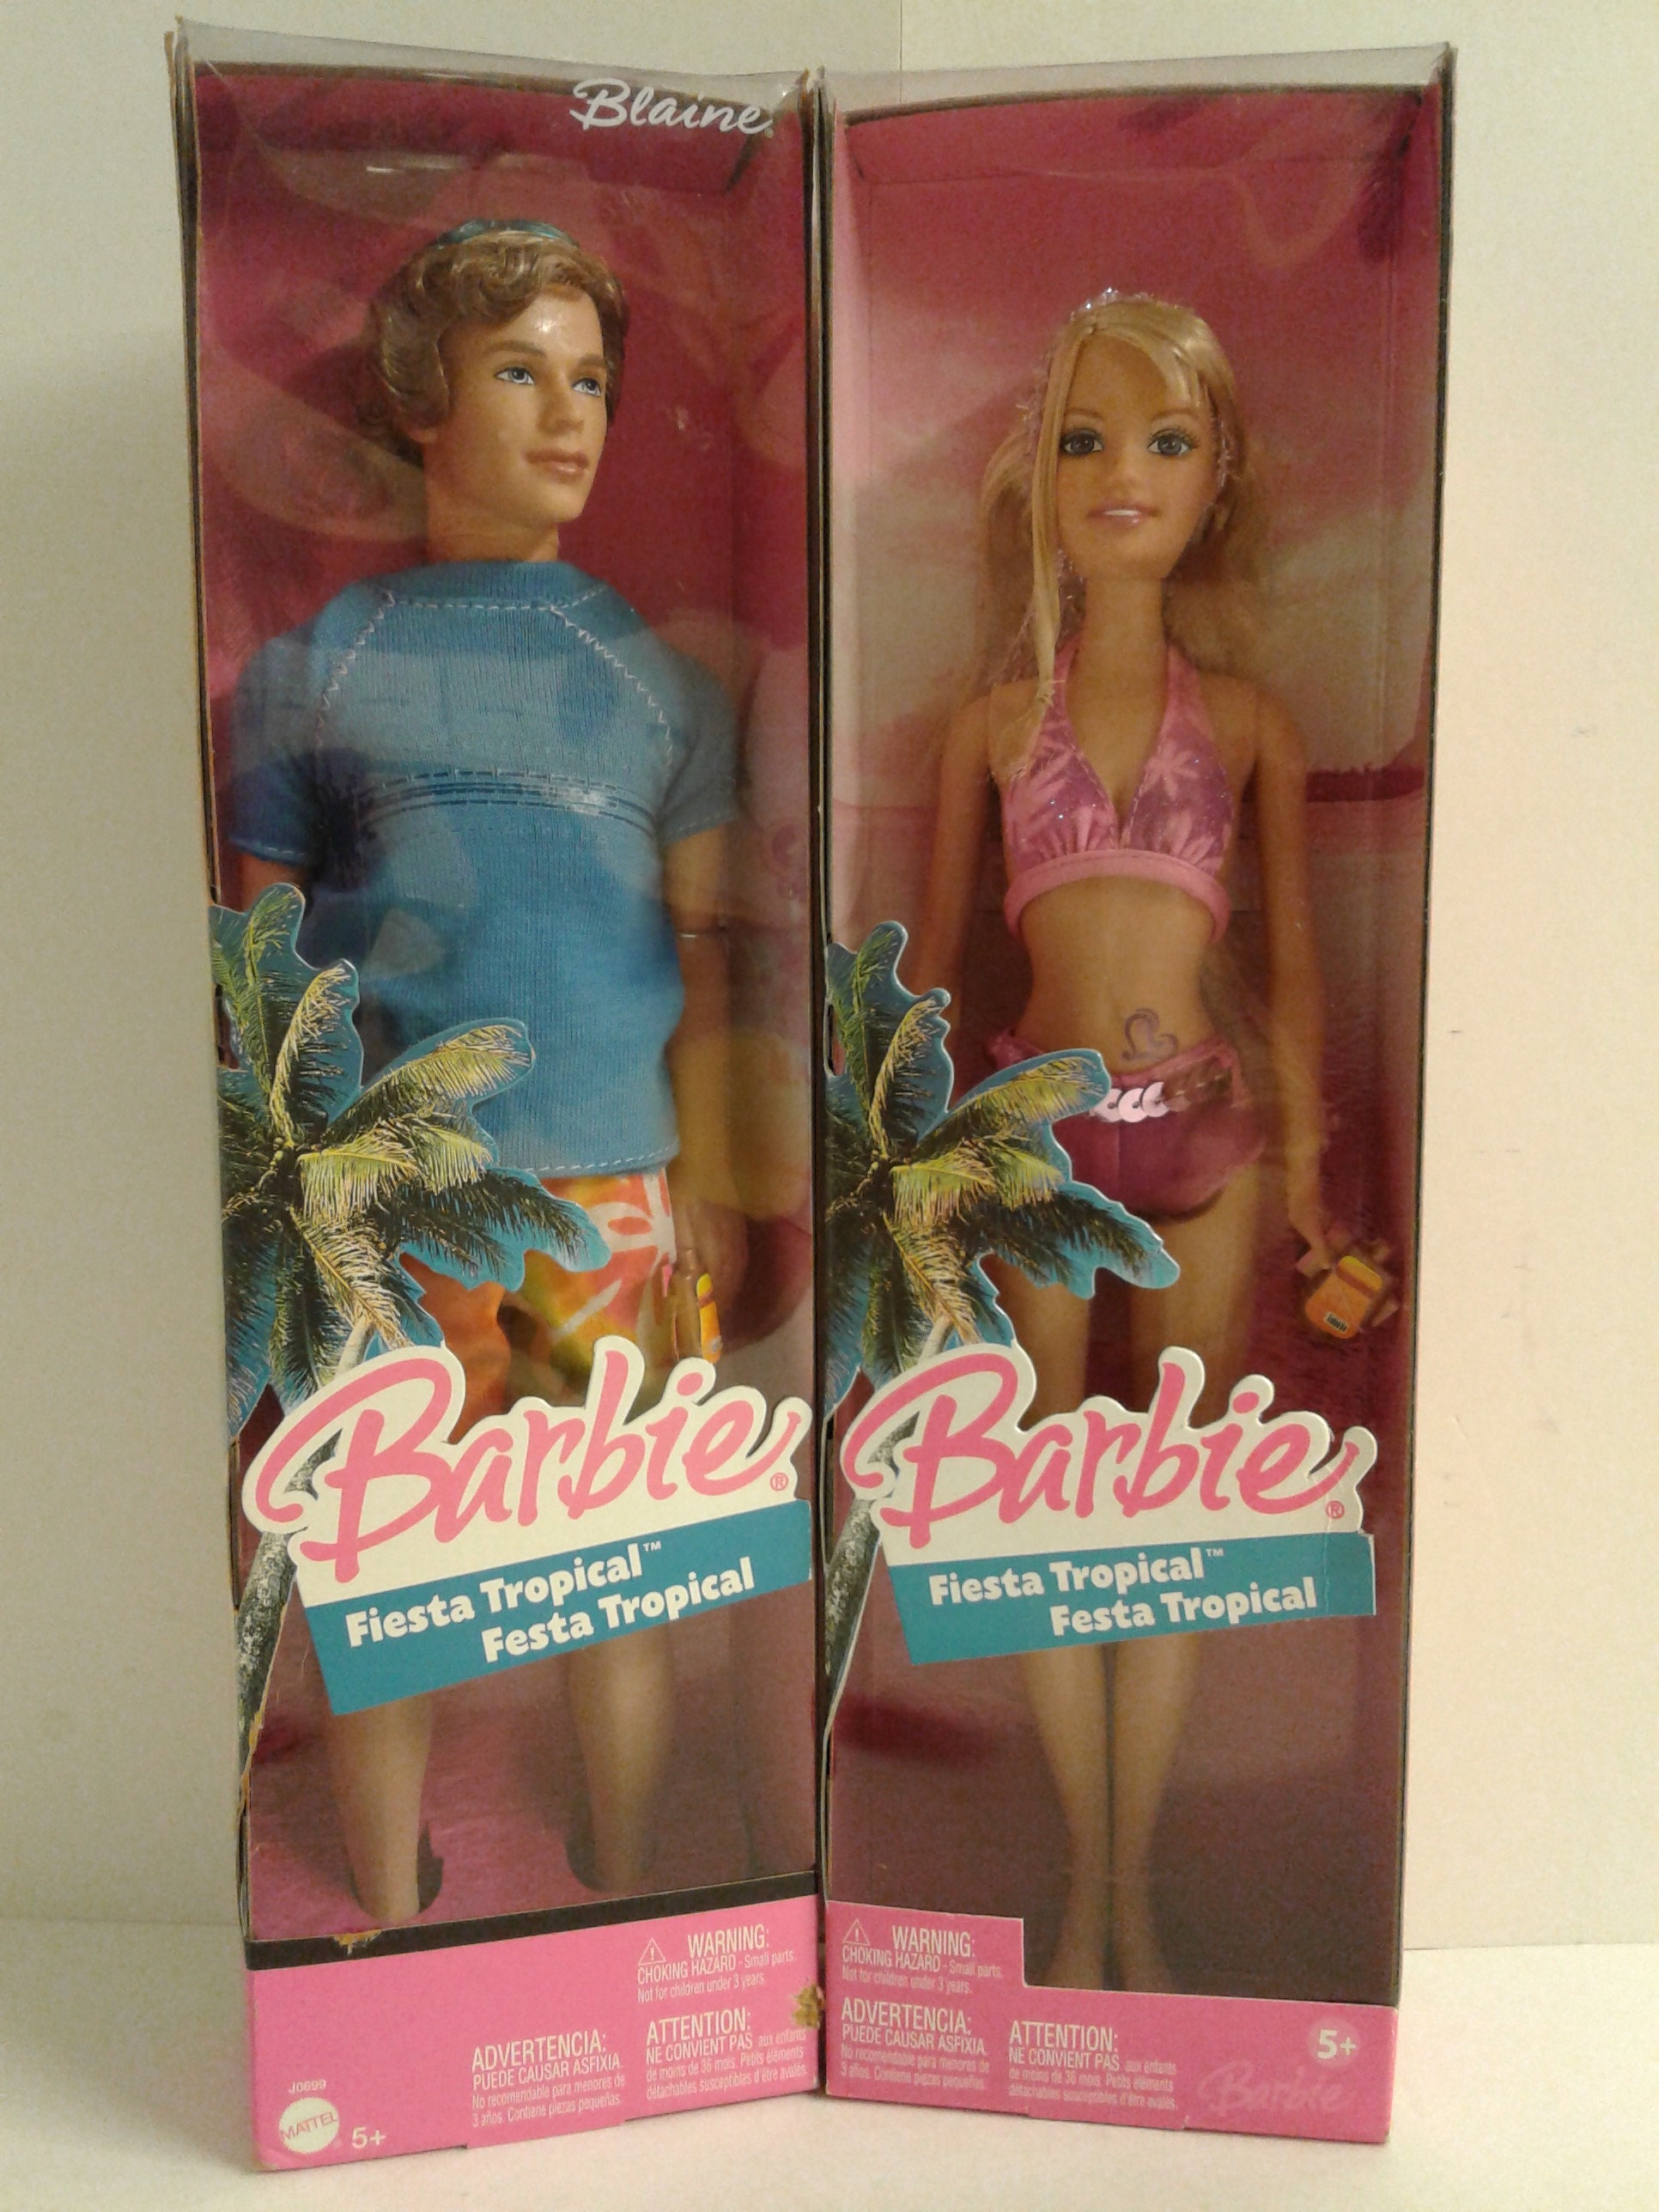 Blaine
Barbie®
Fiesta Tropical™
Festa Tropical
WARNING:
CHOKING HAZARD - Small parts.
Not for children under 3 years.
ADVERTENCIA:
PUEDE CAUSAR ASFIXIA.
No recomendable para menores de
3 años. Contiene piezas pequeñas.
ATTENTION:
NE CONVIENT PAS aux enfants
de moins de 36 mois. Petits éléments
détachables susceptibles d'être avalés.
J0699
MATTEL
5+
Barbie®
Fiesta Tropical™
Festa Tropical
WARNING:
CHOKING HAZARD - Small parts.
Not for children under 3 years.
ADVERTENCIA:
PUEDE CAUSAR ASFIXIA.
No recomendable para menores de
3 años. Contiene piezas pequeñas.
ATTENTION:
NE CONVIENT PAS aux enfants
de moins de 36 mois. Petits éléments
détachables susceptibles d'être avalés.
5+
Barbie